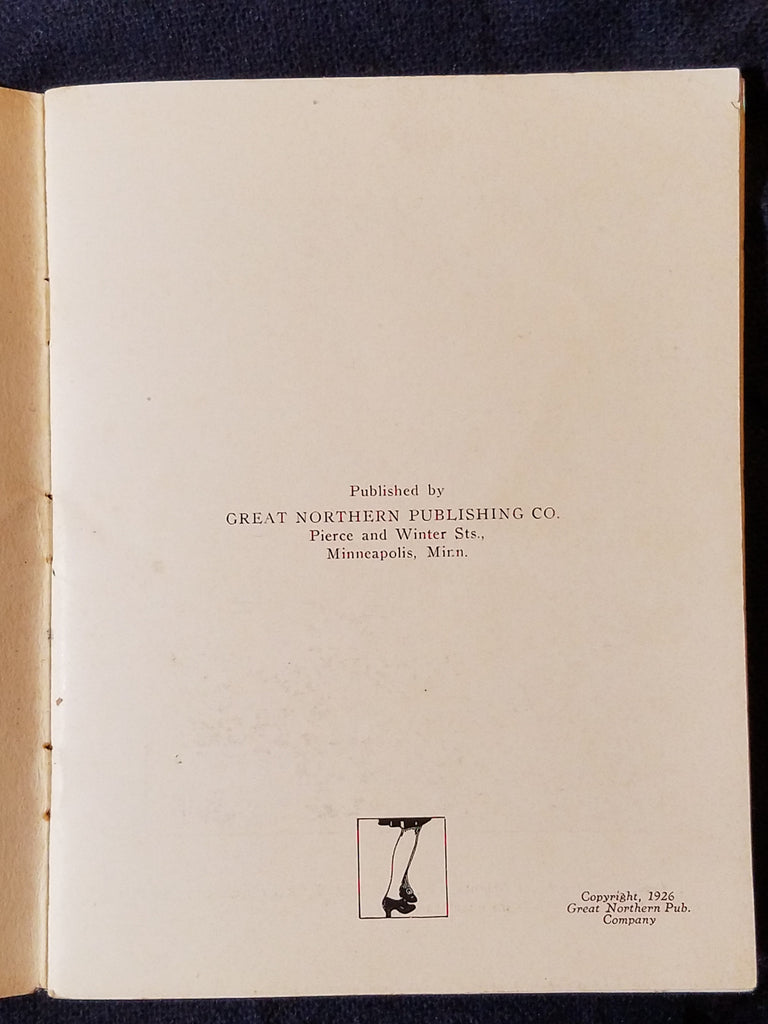 Published by
GREAT NORTHERN PUBLISHING CO.
Pierce and Winter Sts.,
Minneapolis, Minn.
Copyright, 1926
Great Northern Pub.
Company